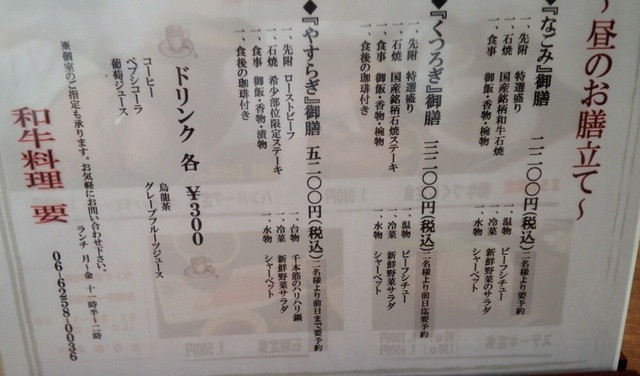 ～昼のお膳立て～
◆『なごみ』御膳 二二〇〇円(税込)二名様より要予約
一、先附 特選盛り
一、石焼 国産銘柄和牛石焼
一、食事 御飯・香物・椀物
一、温物 ビーフシチュー
一、冷菜 新鮮野菜のサラダ
一、水物 シャーベット
◆『くつろぎ』御膳 三二〇〇円(税込)二名様より前日迄要予約
一、先附 特選盛り
一、石焼 国産銘柄石焼ステーキ
一、食事 御飯・香物・椀物
一、食後の珈琲付き
一、温物 ビーフシチュー
一、冷菜 新鮮野菜サラダ
一、水物 シャーベット
◆『やすらぎ』御膳 五二〇〇円(税込)二名様より前日まで要予約
一、先附 ローストビーフ
一、石焼 希少部位限定ステーキ
一、食事 御飯・香物・漬物
一、食後の珈琲付き
一、台物 千本筋のハリハリ鍋
一、冷菜 新鮮野菜サラダ
一、水物 シャーベット
ドリンク 各 ¥300
コーヒー
ペプシコーラ
葡萄ジュース
烏龍茶
グレープフルーツジュース
※個室のご指定も承ります。お気軽にお問い合わせ下さい。
ランチ 月～金 十一時半～二時
和牛料理 要 06-6258-0036